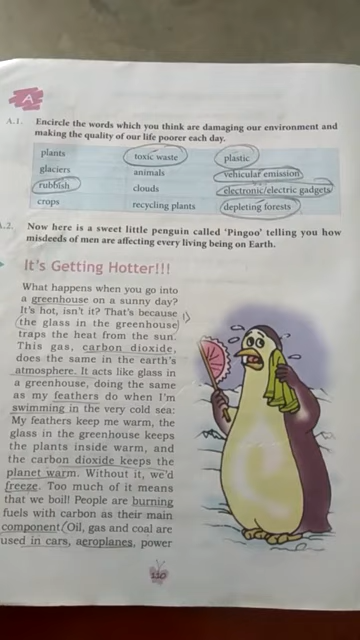 A
A.1. Encircle the words which you think are damaging our environment and
making the quality of our life poorer each day.
plants toxic waste plastic
glaciers animals vehicular emission
rubbish clouds electronic/electric gadgets
crops recycling plants depleting forests
A.2. Now here is a sweet little penguin called 'Pingoo' telling you how
misdeeds of men are affecting every living being on Earth.
It's Getting Hotter!!!
What happens when you go into
a greenhouse on a sunny day?
It's hot, isn't it? That's because
(the glass in the greenhouse)
traps the heat from the sun.
This gas, carbon dioxide,
does the same in the earth's
atmosphere. It acts like glass in
a greenhouse, doing the same
as my feathers do when I'm
swimming in the very cold sea:
My feathers keep me warm, the
glass in the greenhouse keeps
the plants inside warm, and
the carbon dioxide keeps the
planet warm. Without it, we'd
freeze. Too much of it means
that we boil! People are burning
fuels with carbon as their main
component. (Oil, gas and coal are
used in cars, aeroplanes, power
110